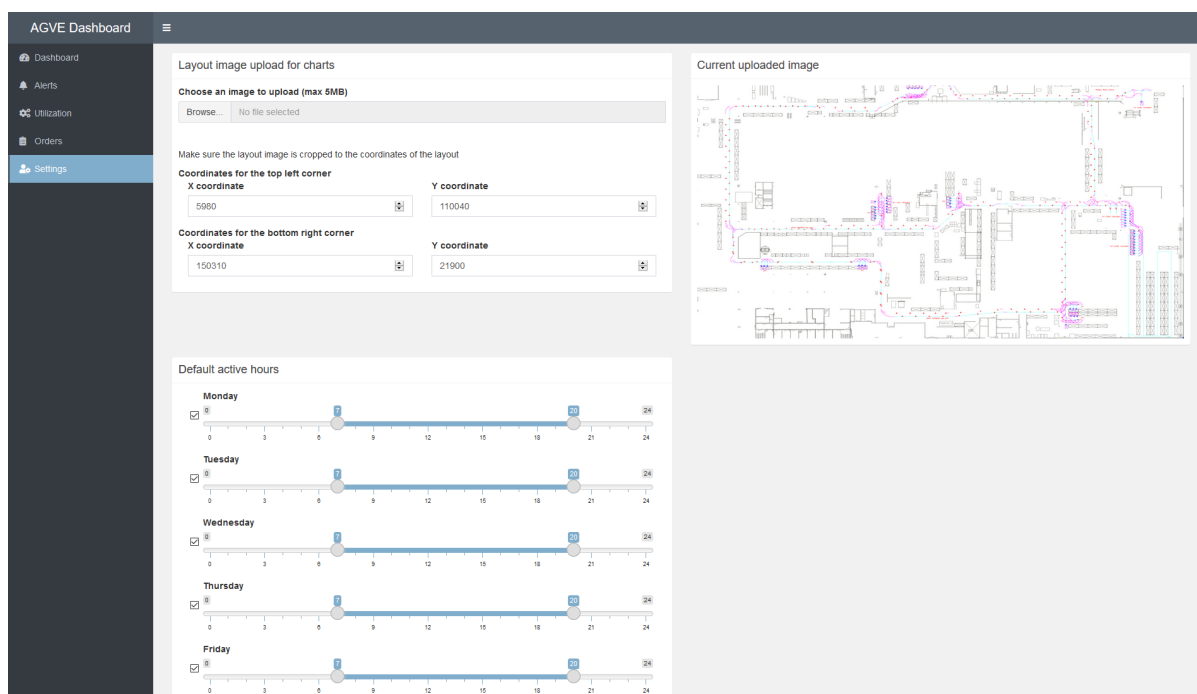 AGVE Dashboard
Dashboard
Alerts
Utilization
Orders
Settings
Layout image upload for charts
Choose an image to upload (max 5MB)
Browse... No file selected
Make sure the layout image is cropped to the coordinates of the layout
Coordinates for the top left corner
X coordinate Y coordinate
5980 110040
Coordinates for the bottom right corner
X coordinate Y coordinate
150310 21900
Current uploaded image
Default active hours
Monday
0 7 20 24
0 3 6 9 12 15 18 21 24
Tuesday
0 7 20 24
0 3 6 9 12 15 18 21 24
Wednesday
0 7 20 24
0 3 6 9 12 15 18 21 24
Thursday
0 7 20 24
0 3 6 9 12 15 18 21 24
Friday
0 7 20 24
0 3 6 9 12 15 18 21 24